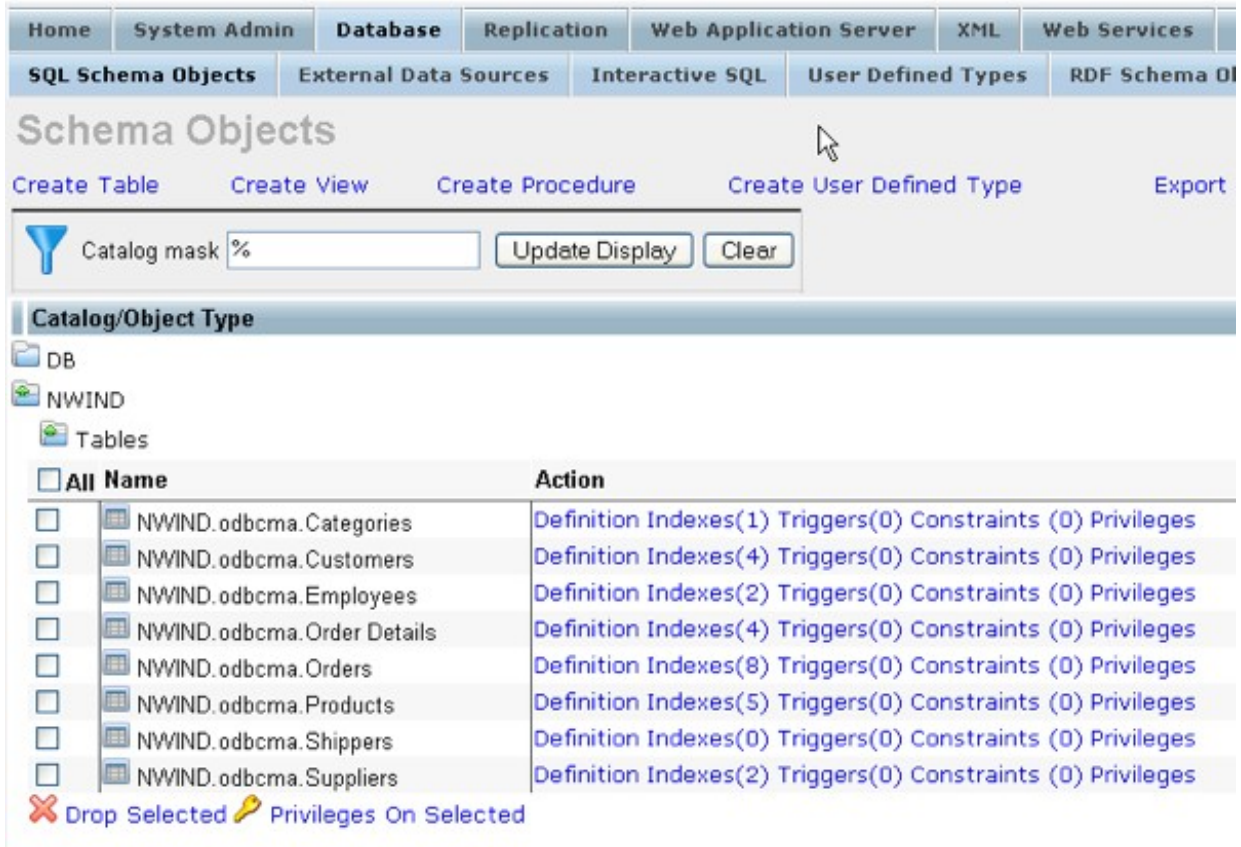 Home System Admin Database Replication Web Application Server XML Web Services
SQL Schema Objects External Data Sources Interactive SQL User Defined Types RDF Schema
Schema Objects
Create Table Create View Create Procedure Create User Defined Type Export
Catalog mask % Update Display Clear
Catalog/Object Type
DB
NWIND
Tables
All Name Action
NWIND.odbcma.Categories Definition Indexes(1) Triggers(0) Constraints (0) Privileges
NWIND.odbcma.Customers Definition Indexes(4) Triggers(0) Constraints (0) Privileges
NWIND.odbcma.Employees Definition Indexes(2) Triggers(0) Constraints (0) Privileges
NWIND.odbcma.Order Details Definition Indexes(4) Triggers(0) Constraints (0) Privileges
NWIND.odbcma.Orders Definition Indexes(8) Triggers(0) Constraints (0) Privileges
NWIND.odbcma.Products Definition Indexes(5) Triggers(0) Constraints (0) Privileges
NWIND.odbcma.Shippers Definition Indexes(0) Triggers(0) Constraints (0) Privileges
NWIND.odbcma.Suppliers Definition Indexes(2) Triggers(0) Constraints (0) Privileges
Drop Selected Privileges On Selected